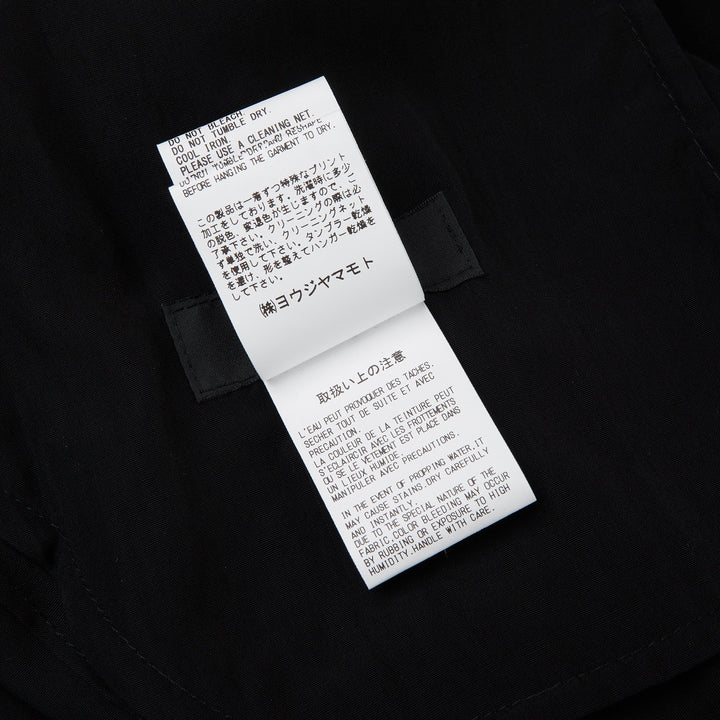 DO NOT BLEACH.
DO NOT TUMBLE DRY.
COOL IRON.
PLEASE USE A CLEANING NET.
DO NOT TUMBLE DRY AND RESHAPE
BEFORE HANGING THE GARMENT TO DRY.
この製品は一着ずつ特殊なプリント
加工をしております。洗濯時に多少
の脱色、変退色が生じますので、ご
了承下さい。クリーニングの際は必
ず単独で洗い、クリーニングネット
を使用して下さい。タンブラー乾燥
を避け、形を整えてハンガー乾燥を
して下さい。
㈱ヨウジヤマモト
取扱い上の注意
L'EAU PEUT PROVOQUER DES TACHES.
SECHER TOUT DE SUITE ET AVEC
PRECAUTION.
LA COULEUR DE LA TEINTURE PEUT
S'ECLAIRCIR AVEC LES FROTTEMENTS
OU SE LE VETEMENT EST PLACE DANS
UN LIEUX HUMIDE.
MANIPULER AVEC PRECAUTIONS.
IN THE EVENT OF PROPPING WATER,IT
MAY CAUSE STAINS.DRY CAREFULLY
AND INSTANTLY.
DUE TO THE SPECIAL NATURE OF THE
FABRIC,COLOR BLEEDING MAY OCCUR
BY RUBBING OR EXPOSURE TO HIGH
HUMIDITY.HANDLE WITH CARE.